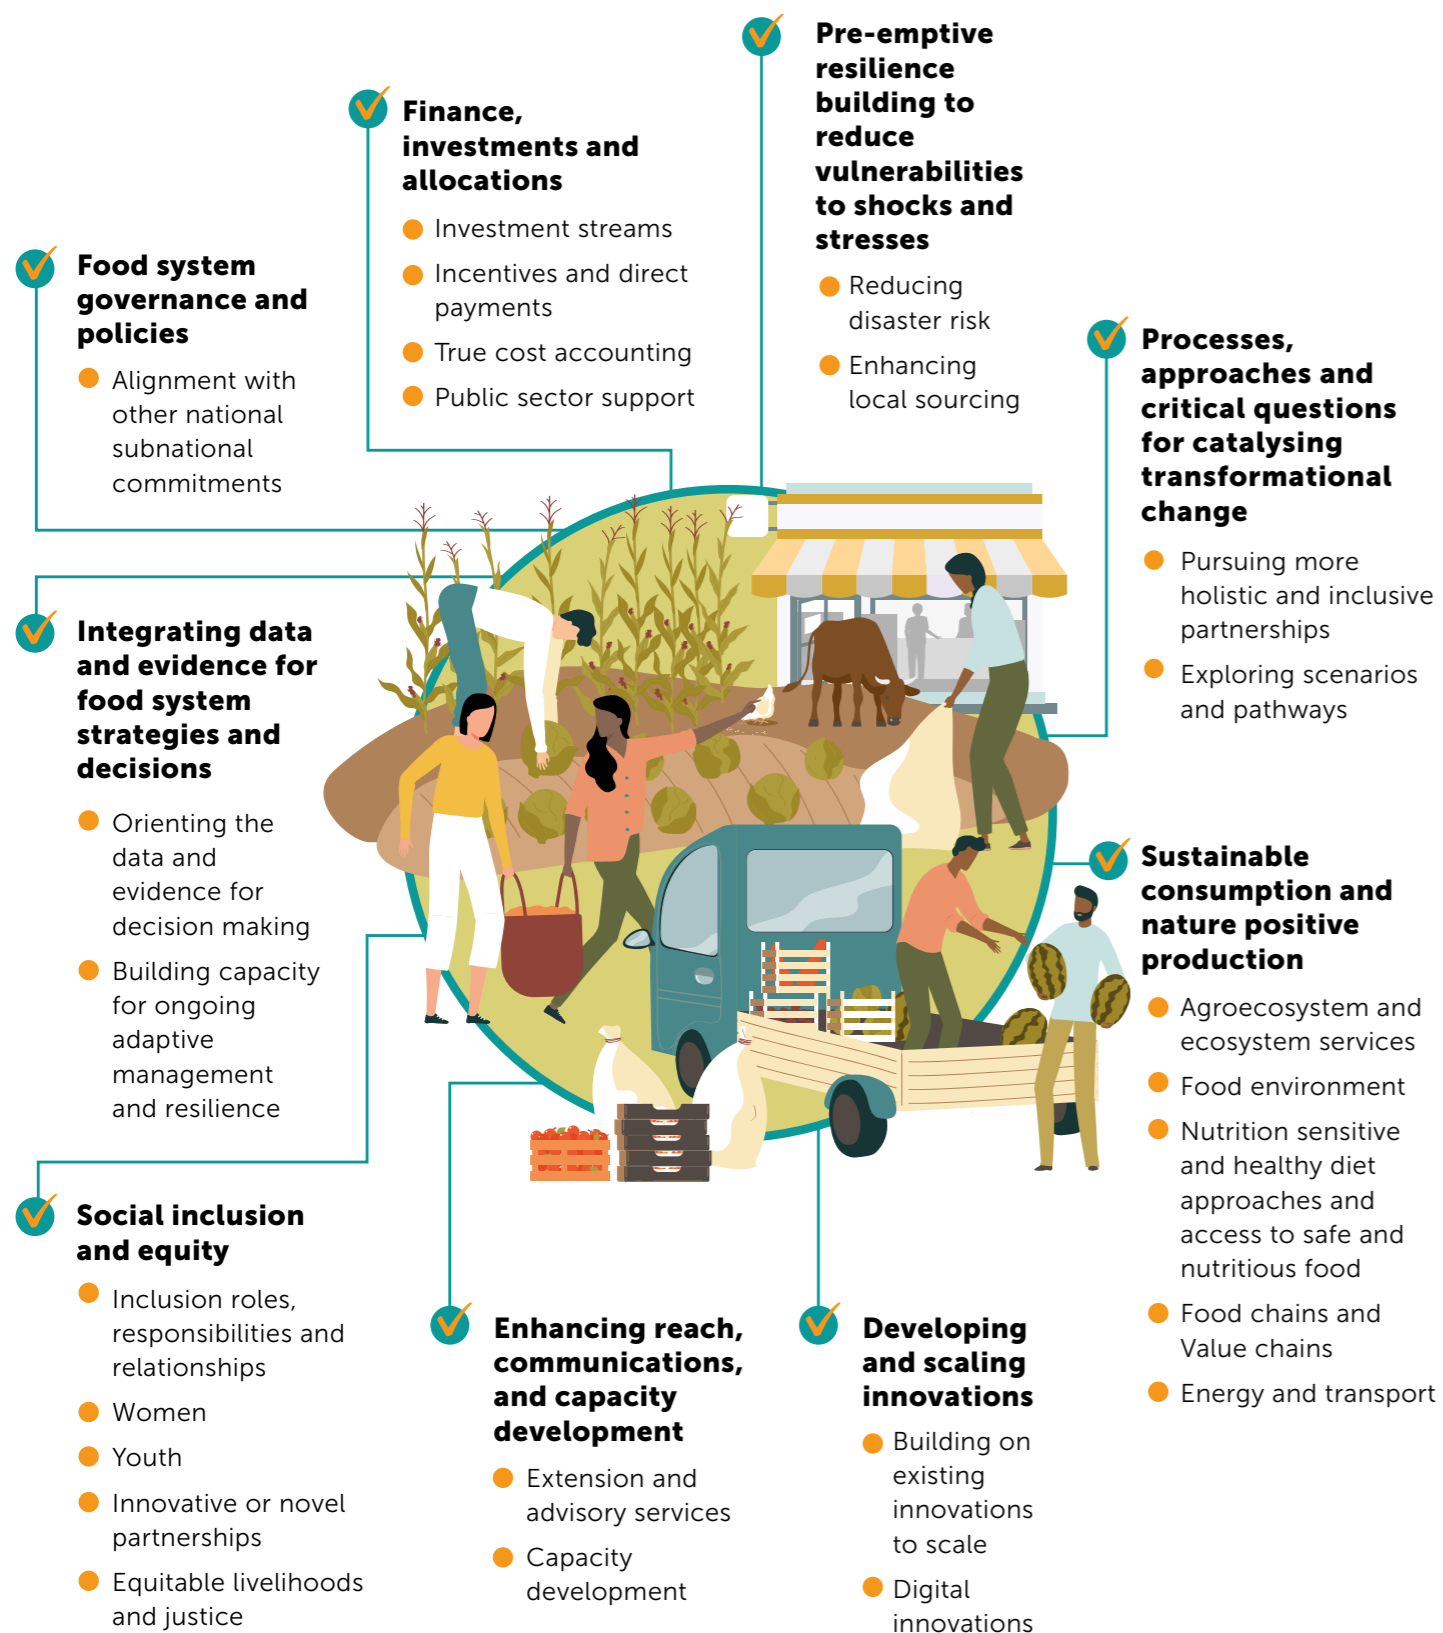 Pre-emptive
resilience
building to
reduce
vulnerabilities
to shocks and
stresses
Reducing
disaster risk
Enhancing
local sourcing
Finance,
investments and
allocations
Investment streams
Incentives and direct
payments
True cost accounting
Public sector support
Food system
governance and
policies
Alignment with
other national
subnational
commitments
Processes,
approaches and
critical questions
for catalysing
transformational
change
Pursuing more
holistic and inclusive
partnerships
Exploring scenarios
and pathways
Integrating data
and evidence for
food system
strategies and
decisions
Orienting the
data and
evidence for
decision making
Building capacity
for ongoing
adaptive
management
and resilience
Sustainable
consumption and
nature positive
production
Agroecosystem and
ecosystem services
Food environment
Nutrition sensitive
and healthy diet
approaches and
access to safe and
nutritious food
Food chains and
Value chains
Energy and transport
Social inclusion
and equity
Inclusion roles,
responsibilities and
relationships
Women
Youth
Innovative or novel
partnerships
Equitable livelihoods
and justice
Enhancing reach,
communications,
and capacity
development
Extension and
advisory services
Capacity
development
Developing
and scaling
innovations
Building on
existing
innovations
to scale
Digital
innovations